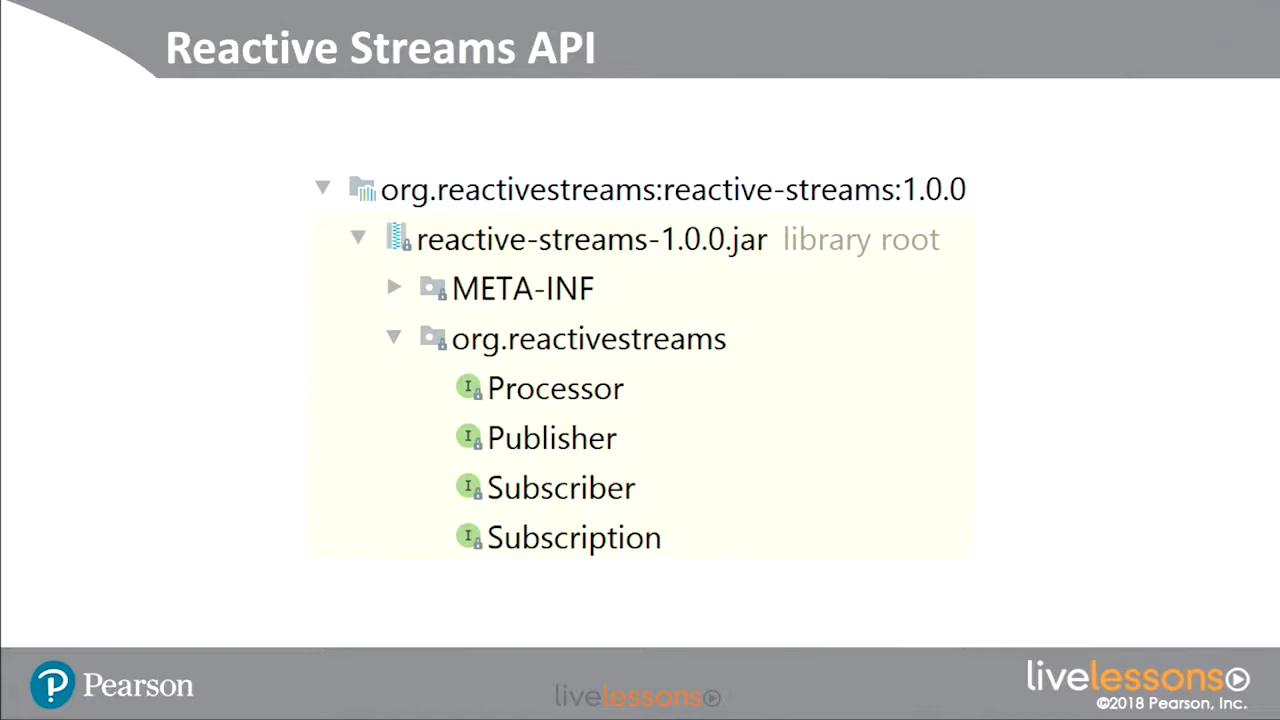 Reactive Streams API
org.reactivestreams:reactive-streams:1.0.0
reactive-streams-1.0.0.jar library root
META-INF
org.reactivestreams
I Processor
I Publisher
I Subscriber
I Subscription
P Pearson
livelessons
livelessons
©2018 Pearson, Inc.